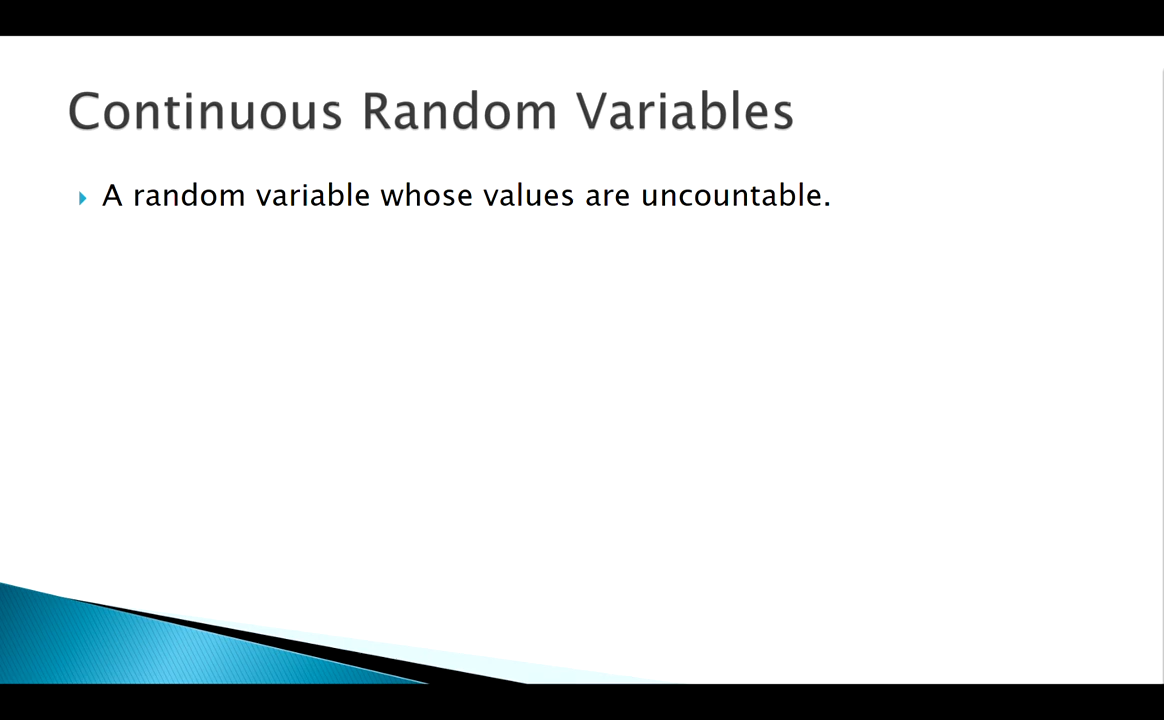 Continuous Random Variables
A random variable whose values are uncountable.